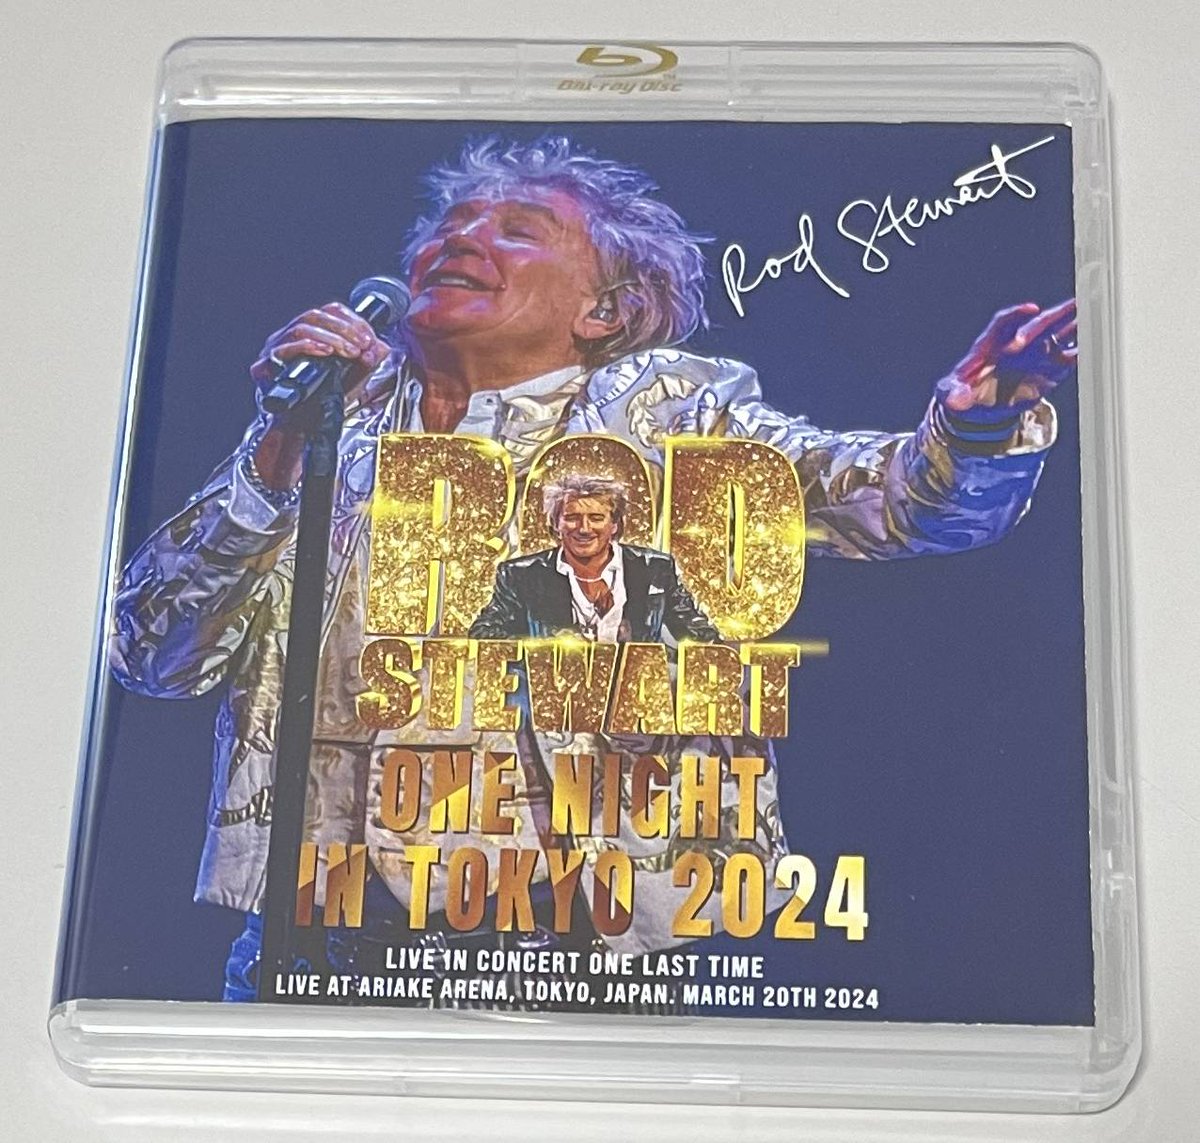 Blu-ray Disc
TM
Rod Stewart
ROD
STEWART
ONE NIGHT
IN TOKYO 2024
LIVE IN CONCERT ONE LAST TIME
LIVE AT ARIAKE ARENA, TOKYO, JAPAN. MARCH 20TH 2024